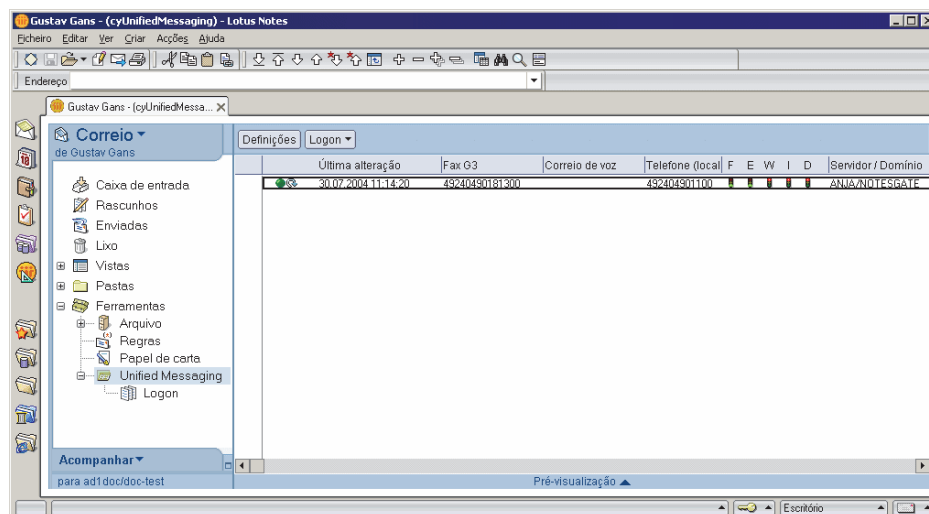 Gustav Gans - (cyUnifiedMessaging) - Lotus Notes
Ficheiro Editar Ver Criar Acções Ajuda
Endereço
Gustav Gans - (cyUnifiedMessa...
Correio
de Gustav Gans
Definições Logon
Última alteração Fax G3 Correio de voz Telefone (local F E W I D Servidor / Domínio
30.07.2004 11:14:20 49240490181300 492404901100 ANJA/NOTESGATE
Caixa de entrada
Rascunhos
Enviadas
Lixo
Vistas
Pastas
Ferramentas
Arquivo
Regras
Papel de carta
Unified Messaging
Logon
Acompanhar
para ad1doc/doc-test
Pré-visualização
Escritório